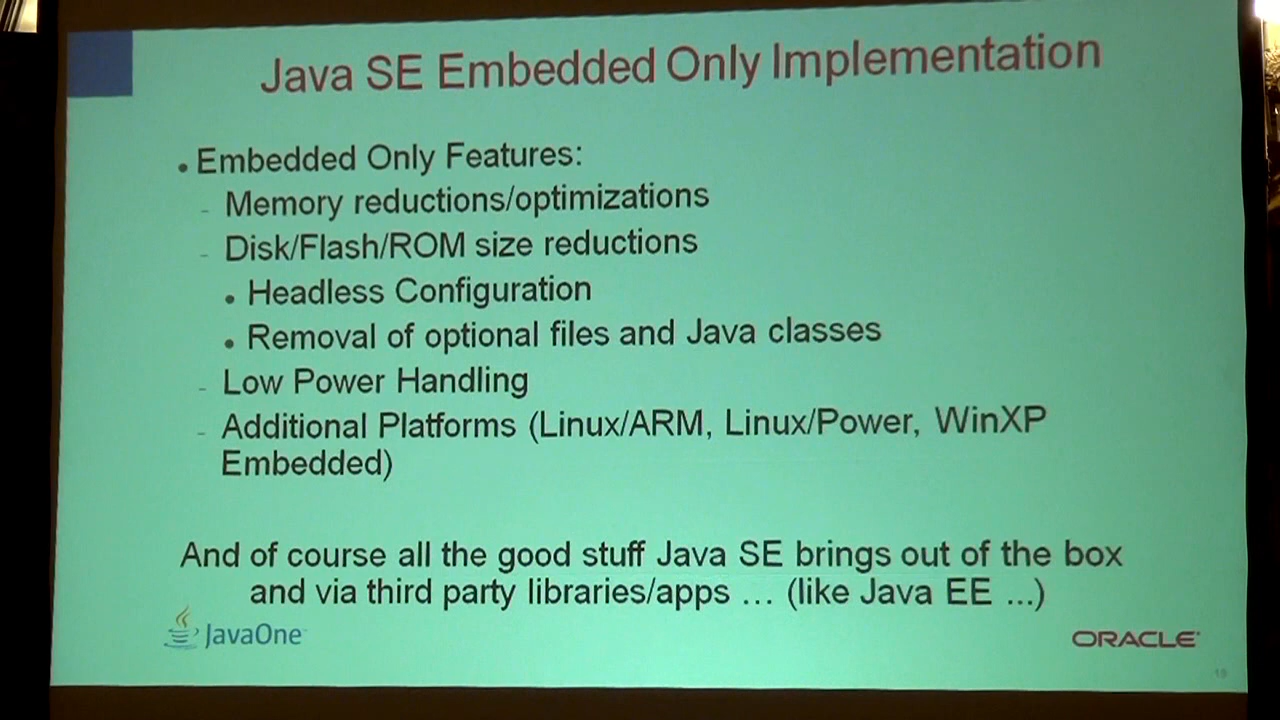 Java SE Embedded Only Implementation
• Embedded Only Features:
- Memory reductions/optimizations
- Disk/Flash/ROM size reductions
• Headless Configuration
• Removal of optional files and Java classes
- Low Power Handling
- Additional Platforms (Linux/ARM, Linux/Power, WinXP
Embedded)
And of course all the good stuff Java SE brings out of the box
and via third party libraries/apps … (like Java EE ...)
JavaOne
ORACLE